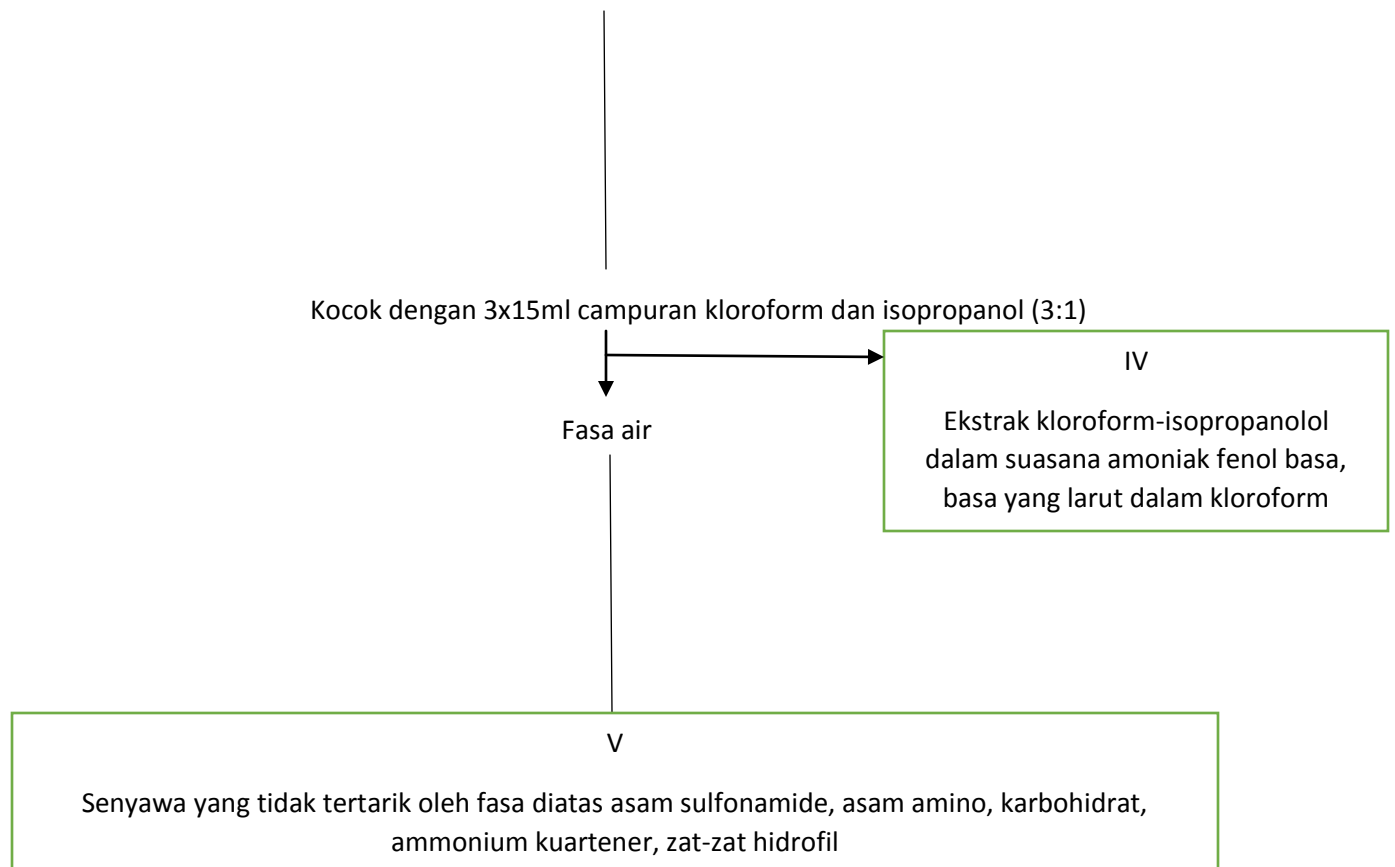 Kocok dengan 3x15ml campuran kloroform dan isopropanol (3:1)
IV
Ekstrak kloroform-isopropanolol
dalam suasana amoniak fenol basa,
basa yang larut dalam kloroform
Fasa air
V
Senyawa yang tidak tertarik oleh fasa diatas asam sulfonamide, asam amino, karbohidrat,
ammonium kuartener, zat-zat hidrofil